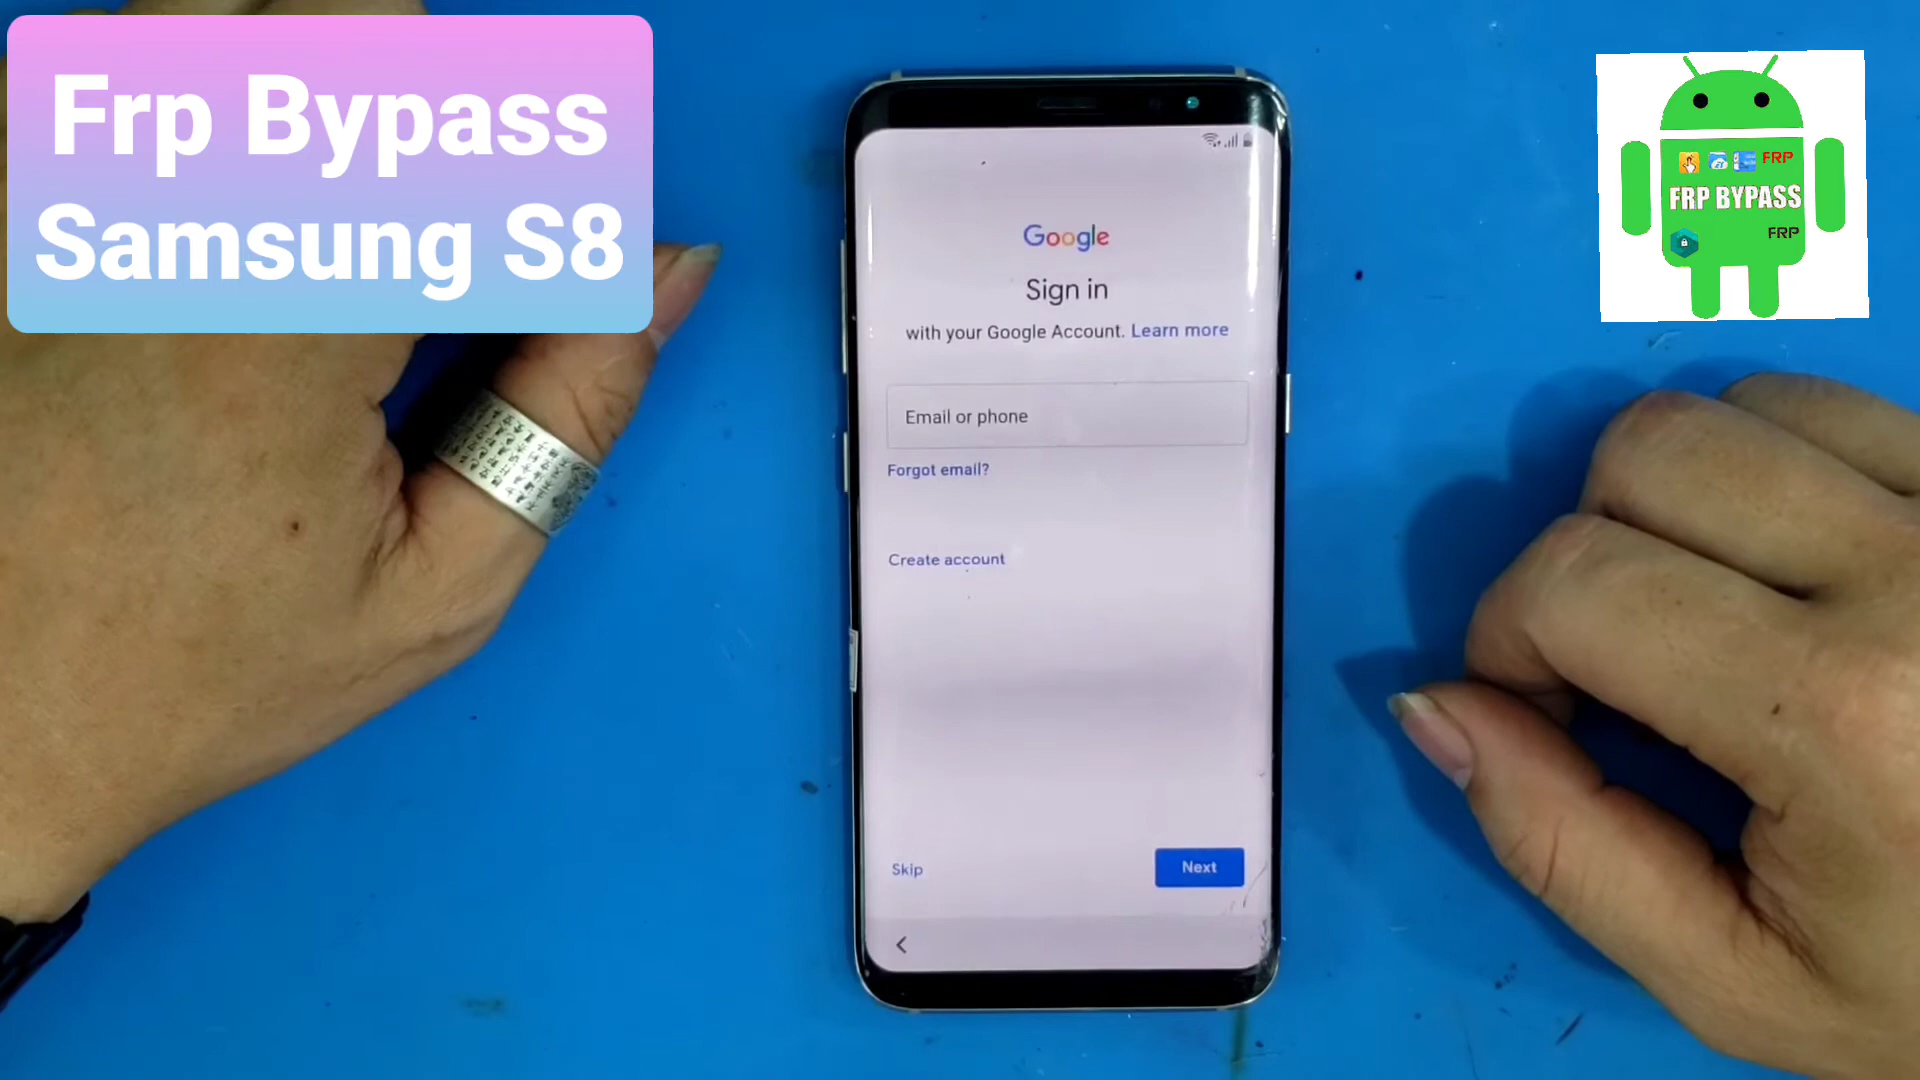 Frp Bypass
Samsung S8
FRP
FRP BYPASS
FRP
Google
Sign in
with your Google Account. Learn more
Email or phone
Forgot email?
Create account
Skip
Next